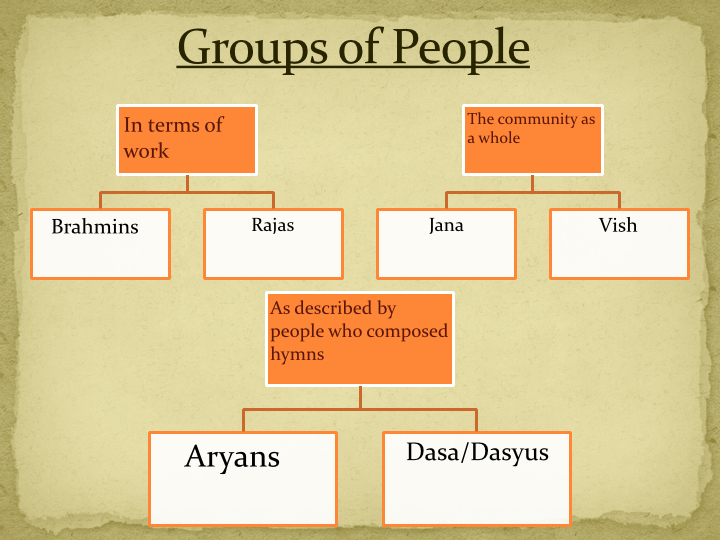 Groups of People
In terms of
work
The community as
a whole
Brahmins
Rajas
Jana
Vish
As described by
people who composed
hymns
Aryans
Dasa/Dasyus